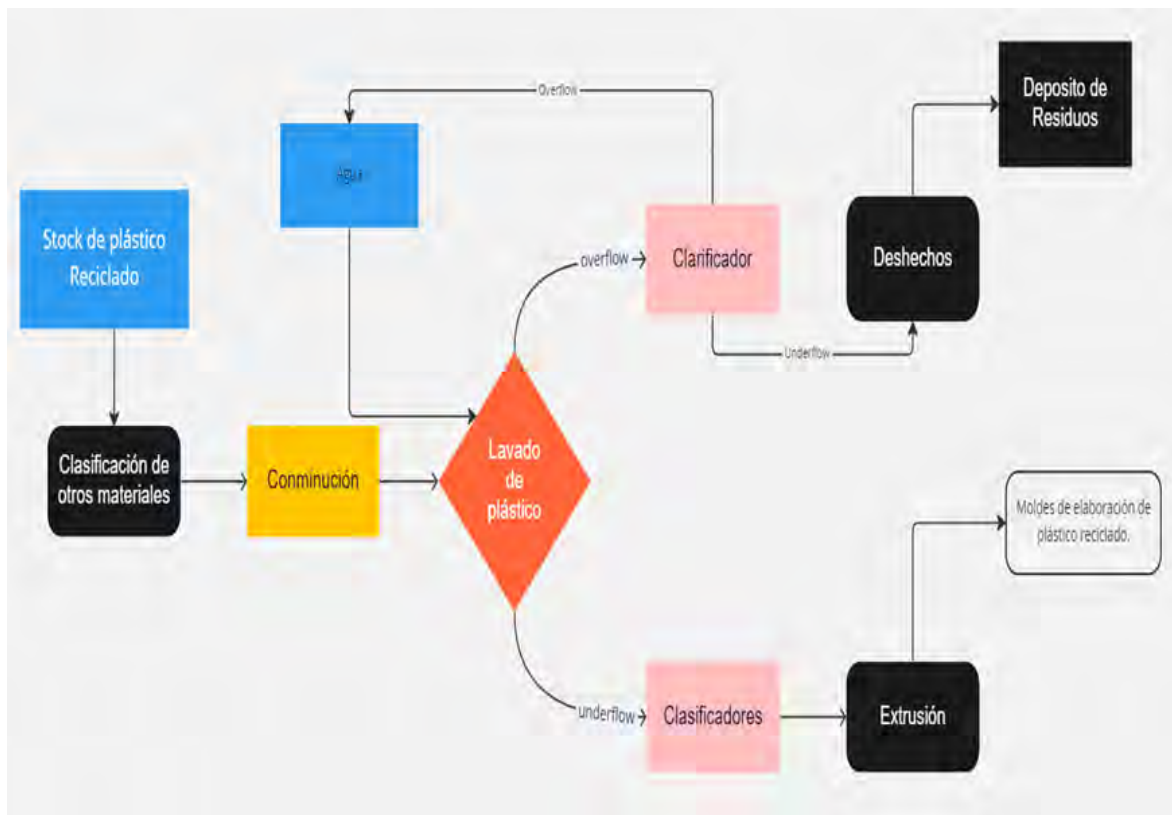 Overflow
Deposito de
Residuos
Agua
Stock de plástico
Reciclado
overflow
Clarificador
Deshechos
Underflow
Clasificación de
otros materiales
Conminución
Lavado
de
plástico
Moldes de elaboración de
plástico reciclado.
underflow
Clasificadores
Extrusión